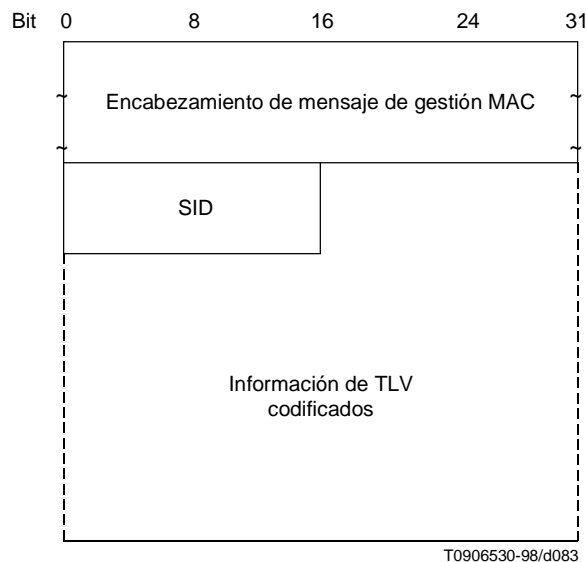 Bit 0 8 16 24 31
Encabezamiento de mensaje de gestión MAC
SID
Información de TLV
codificados
T0906530-98/d083